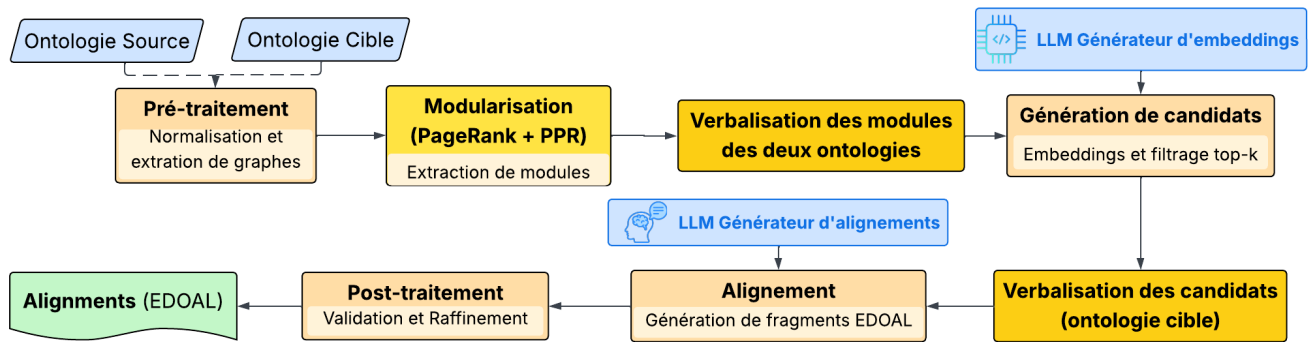 Ontologie Source
Ontologie Cible
Pré-traitement
Normalisation et
extration de graphes
Modularisation
(PageRank + PPR)
Extraction de modules
Verbalisation des modules
des deux ontologies
</> LLM Générateur d'embeddings
Génération de candidats
Embeddings et filtrage top-k
LLM Générateur d'alignements
Verbalisation des candidats
(ontologie cible)
Alignement
Génération de fragments EDOAL
Post-traitement
Validation et Raffinement
Alignments (EDOAL)